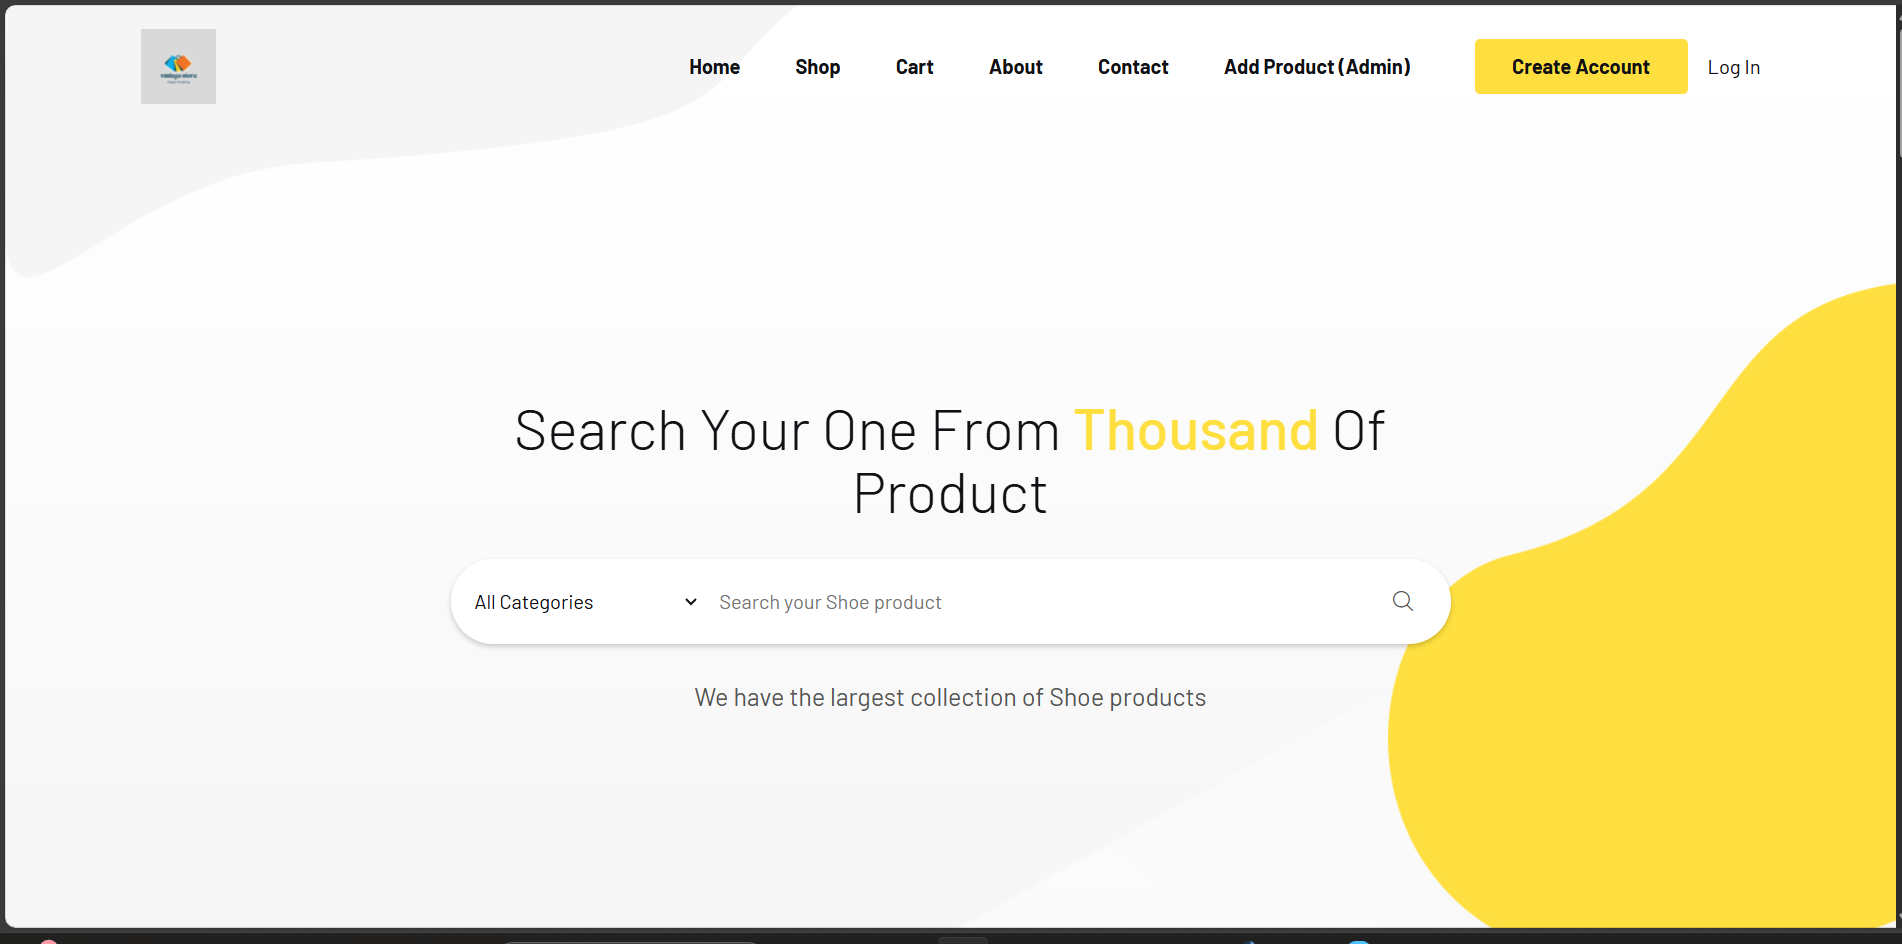 Home
Shop
Cart
About
Contact
Add Product (Admin)
Create Account
Log In
Search Your One From Thousand Of
Product
All Categories
Search your Shoe product
We have the largest collection of Shoe products